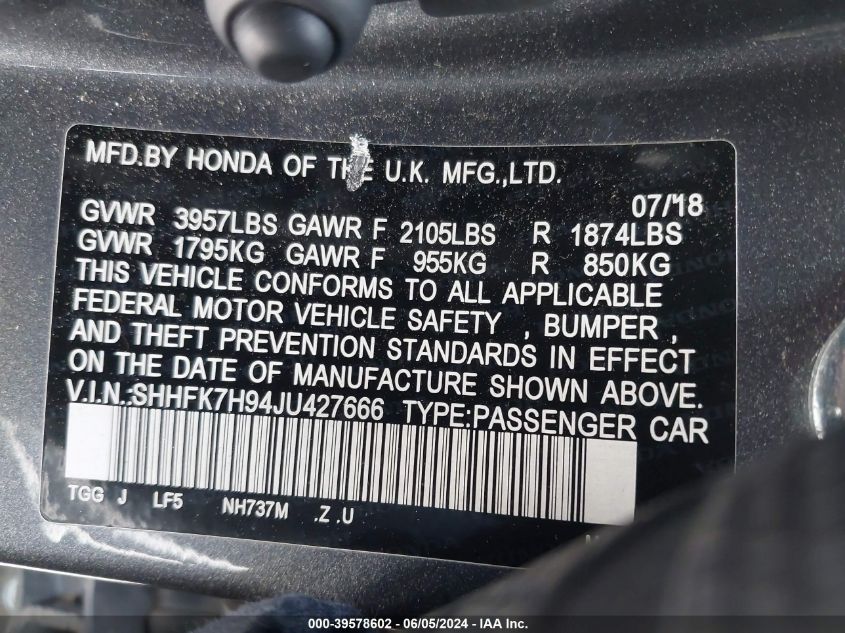 MFD.BY HONDA OF THE U.K. MFG.,LTD.
07/18
GVWR 3957LBS GAWR F 2105LBS R 1874LBS
GVWR 1795KG GAWR F 955KG R 850KG
THIS VEHICLE CONFORMS TO ALL APPLICABLE
FEDERAL MOTOR VEHICLE SAFETY , BUMPER ,
AND THEFT PREVENTION STANDARDS IN EFFECT
ON THE DATE OF MANUFACTURE SHOWN ABOVE.
V.I.N.:SHHFK7H94JU427666 TYPE:PASSENGER CAR
TGG J LF5 NH737M .Z .U
000-39578602 - 06/05/2024 - IAA Inc.